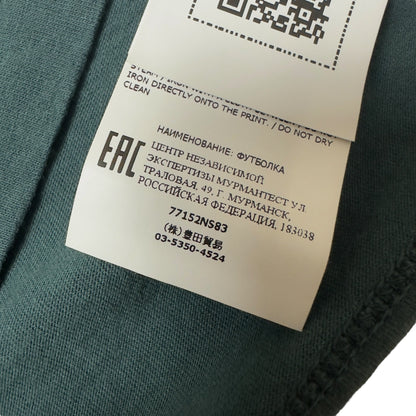 IRON DIRECTLY ONTO THE PRINT. / DO NOT DRY
CLEAN
EAC
НАИМЕНОВАНИЕ: ФУТБОЛКА
ЦЕНТР НЕЗАВИСИМОЙ
ЭКСПЕРТИЗЫ МУРМАНТЕСТ УЛ.
ТРАЛОВАЯ, 49, Г. МУРМАНСК,
РОССИЙСКАЯ ФЕДЕРАЦИЯ, 183038
77152NS83
(株)豊田貿易
03-5350-4524